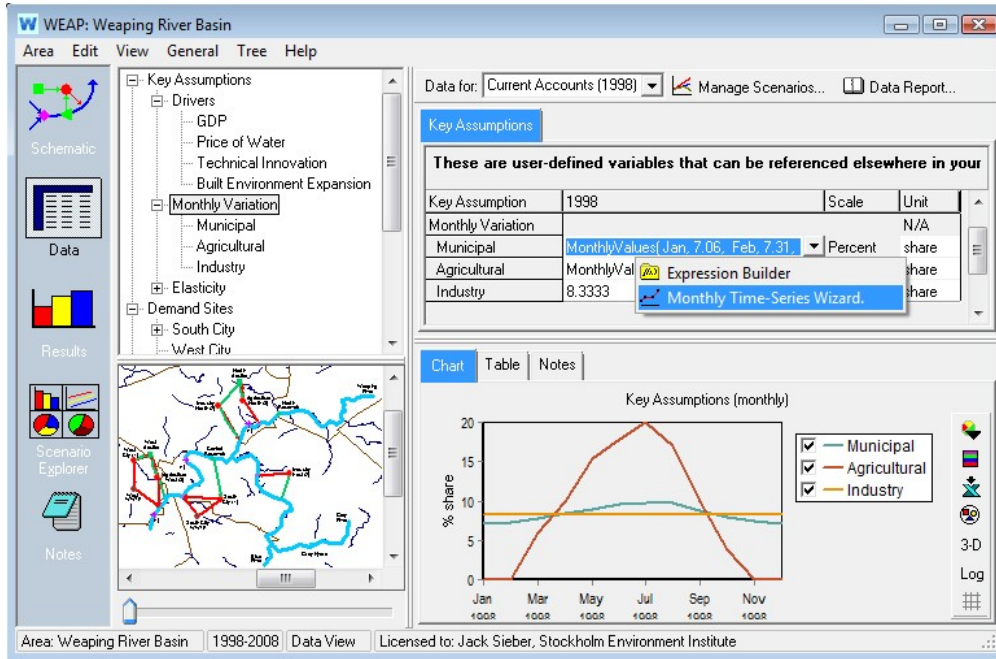 WEAP: Weaping River Basin
Area Edit View General Tree Help
Schematic
Data
Results
Scenario Explorer
Notes
Key Assumptions
Drivers
GDP
Price of Water
Technical Innovation
Built Environment Expansion
Monthly Variation
Municipal
Agricultural
Industry
Elasticity
Demand Sites
South City
West City
Data for: Current Accounts (1998) Manage Scenarios... Data Report...
Key Assumptions
These are user-defined variables that can be referenced elsewhere in your
Key Assumption 1998 Scale Unit
Monthly Variation N/A
Municipal MonthlyValues( Jan, 7.06, Feb, 7.31, Percent share
Agricultural MonthlyVal share
Industry 8.3333 share
Expression Builder
Monthly Time-Series Wizard.
Chart Table Notes
Key Assumptions (monthly)
% share
20
15
10
5
0
Jan 1998 Mar 1998 May 1998 Jul 1998 Sep 1998 Nov 1998
Municipal
Agricultural
Industry
3-D
Log
Area: Weaping River Basin 1998-2008 Data View Licensed to: Jack Sieber, Stockholm Environment Institute